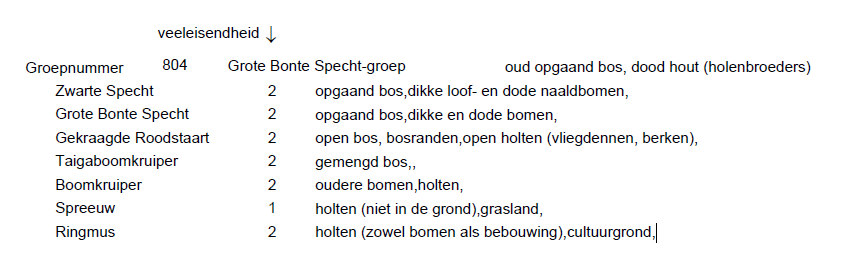 veeleisendheid ↓
Groepnummer 804 Grote Bonte Specht-groep oud opgaand bos, dood hout (holenbroeders)
Zwarte Specht 2 opgaand bos,dikke loof- en dode naaldbomen,
Grote Bonte Specht 2 opgaand bos,dikke en dode bomen,
Gekraagde Roodstaart 2 open bos, bosranden,open holten (vliegdennen, berken),
Taigaboomkruiper 2 gemengd bos,,
Boomkruiper 2 oudere bomen,holten,
Spreeuw 1 holten (niet in de grond),grasland,
Ringmus 2 holten (zowel bomen als bebouwing),cultuurgrond,